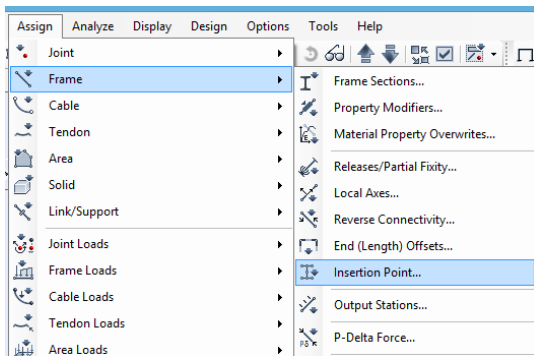 Assign Analyze Display Design Options Tools Help
Joint
Frame
Cable
Tendon
Area
Solid
Link/Support
Joint Loads
Frame Loads
Cable Loads
Tendon Loads
Area Loads
Frame Sections...
Property Modifiers...
Material Property Overwrites...
Releases/Partial Fixity...
Local Axes...
Reverse Connectivity...
End (Length) Offsets...
Insertion Point...
Output Stations...
P-Delta Force...